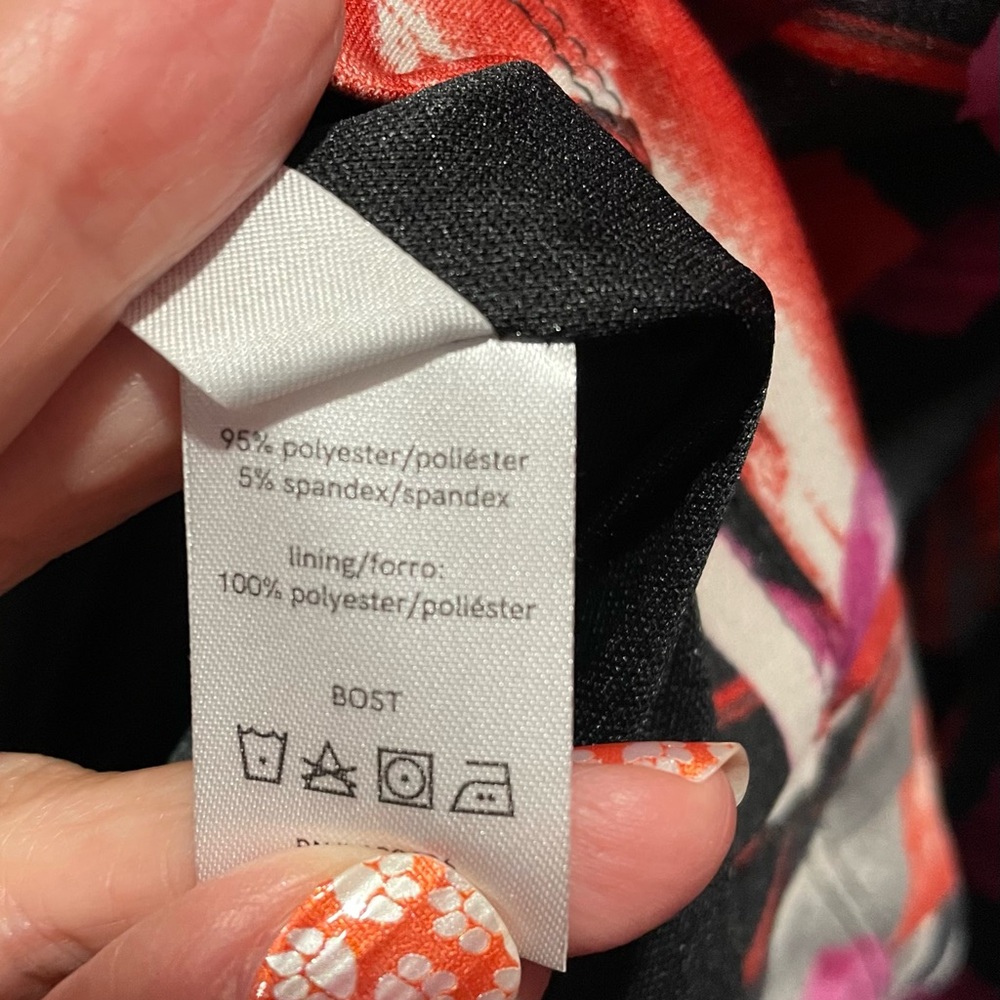 95% polyester/poliéster
5% spandex/spandex
lining/forro:
100% polyester/poliéster
BOST